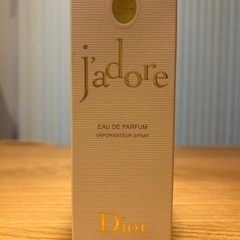 j'adore
EAU DE PARFUM
VAPORISATEUR SPRAY
Dior